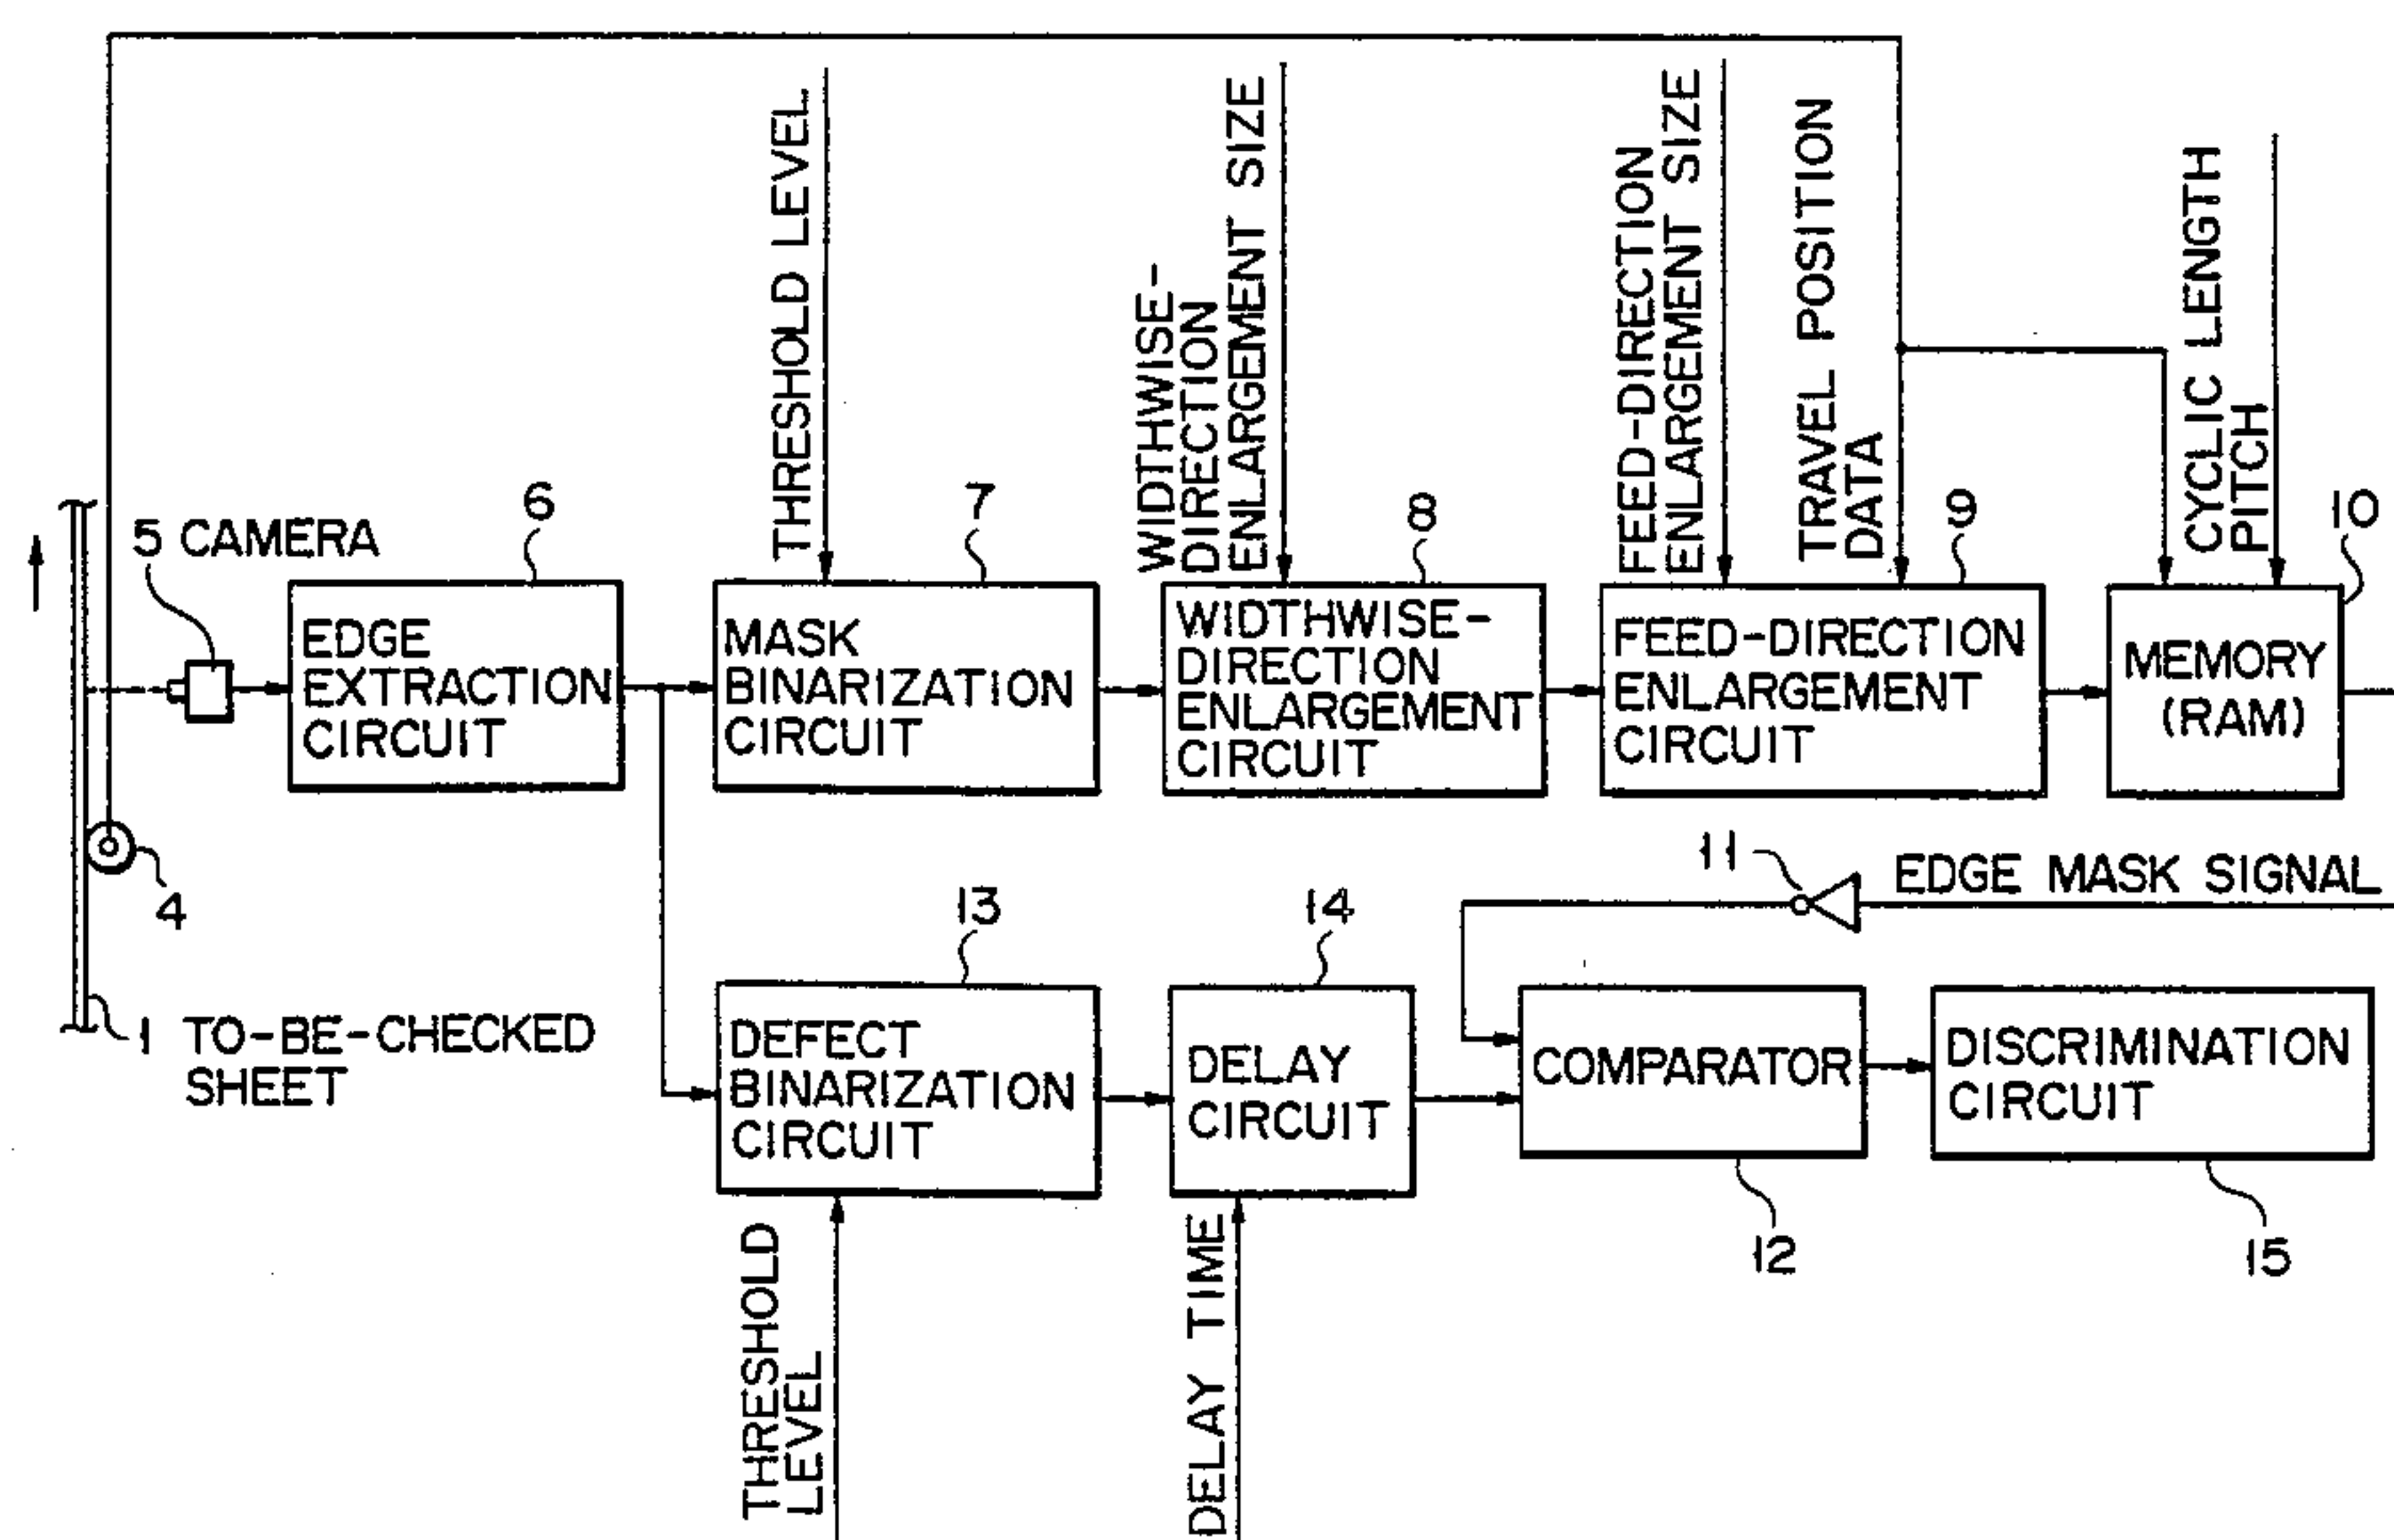 THRESHOLD LEVEL
WIDTHWISE-
DIRECTION
ENLARGEMENT SIZE
FEED-DIRECTION
ENLARGEMENT SIZE
TRAVEL POSITION
DATA
CYCLIC LENGTH
PITCH
5 CAMERA
6
7
8
9
10
EDGE
EXTRACTION
CIRCUIT
MASK
BINARIZATION
CIRCUIT
WIDTHWISE-
DIRECTION
ENLARGEMENT
CIRCUIT
FEED-DIRECTION
ENLARGEMENT
CIRCUIT
MEMORY
(RAM)
4
11
EDGE MASK SIGNAL
13
14
1 TO-BE-CHECKED
SHEET
DEFECT
BINARIZATION
CIRCUIT
DELAY
CIRCUIT
COMPARATOR
DISCRIMINATION
CIRCUIT
12
15
THRESHOLD
LEVEL
DELAY TIME